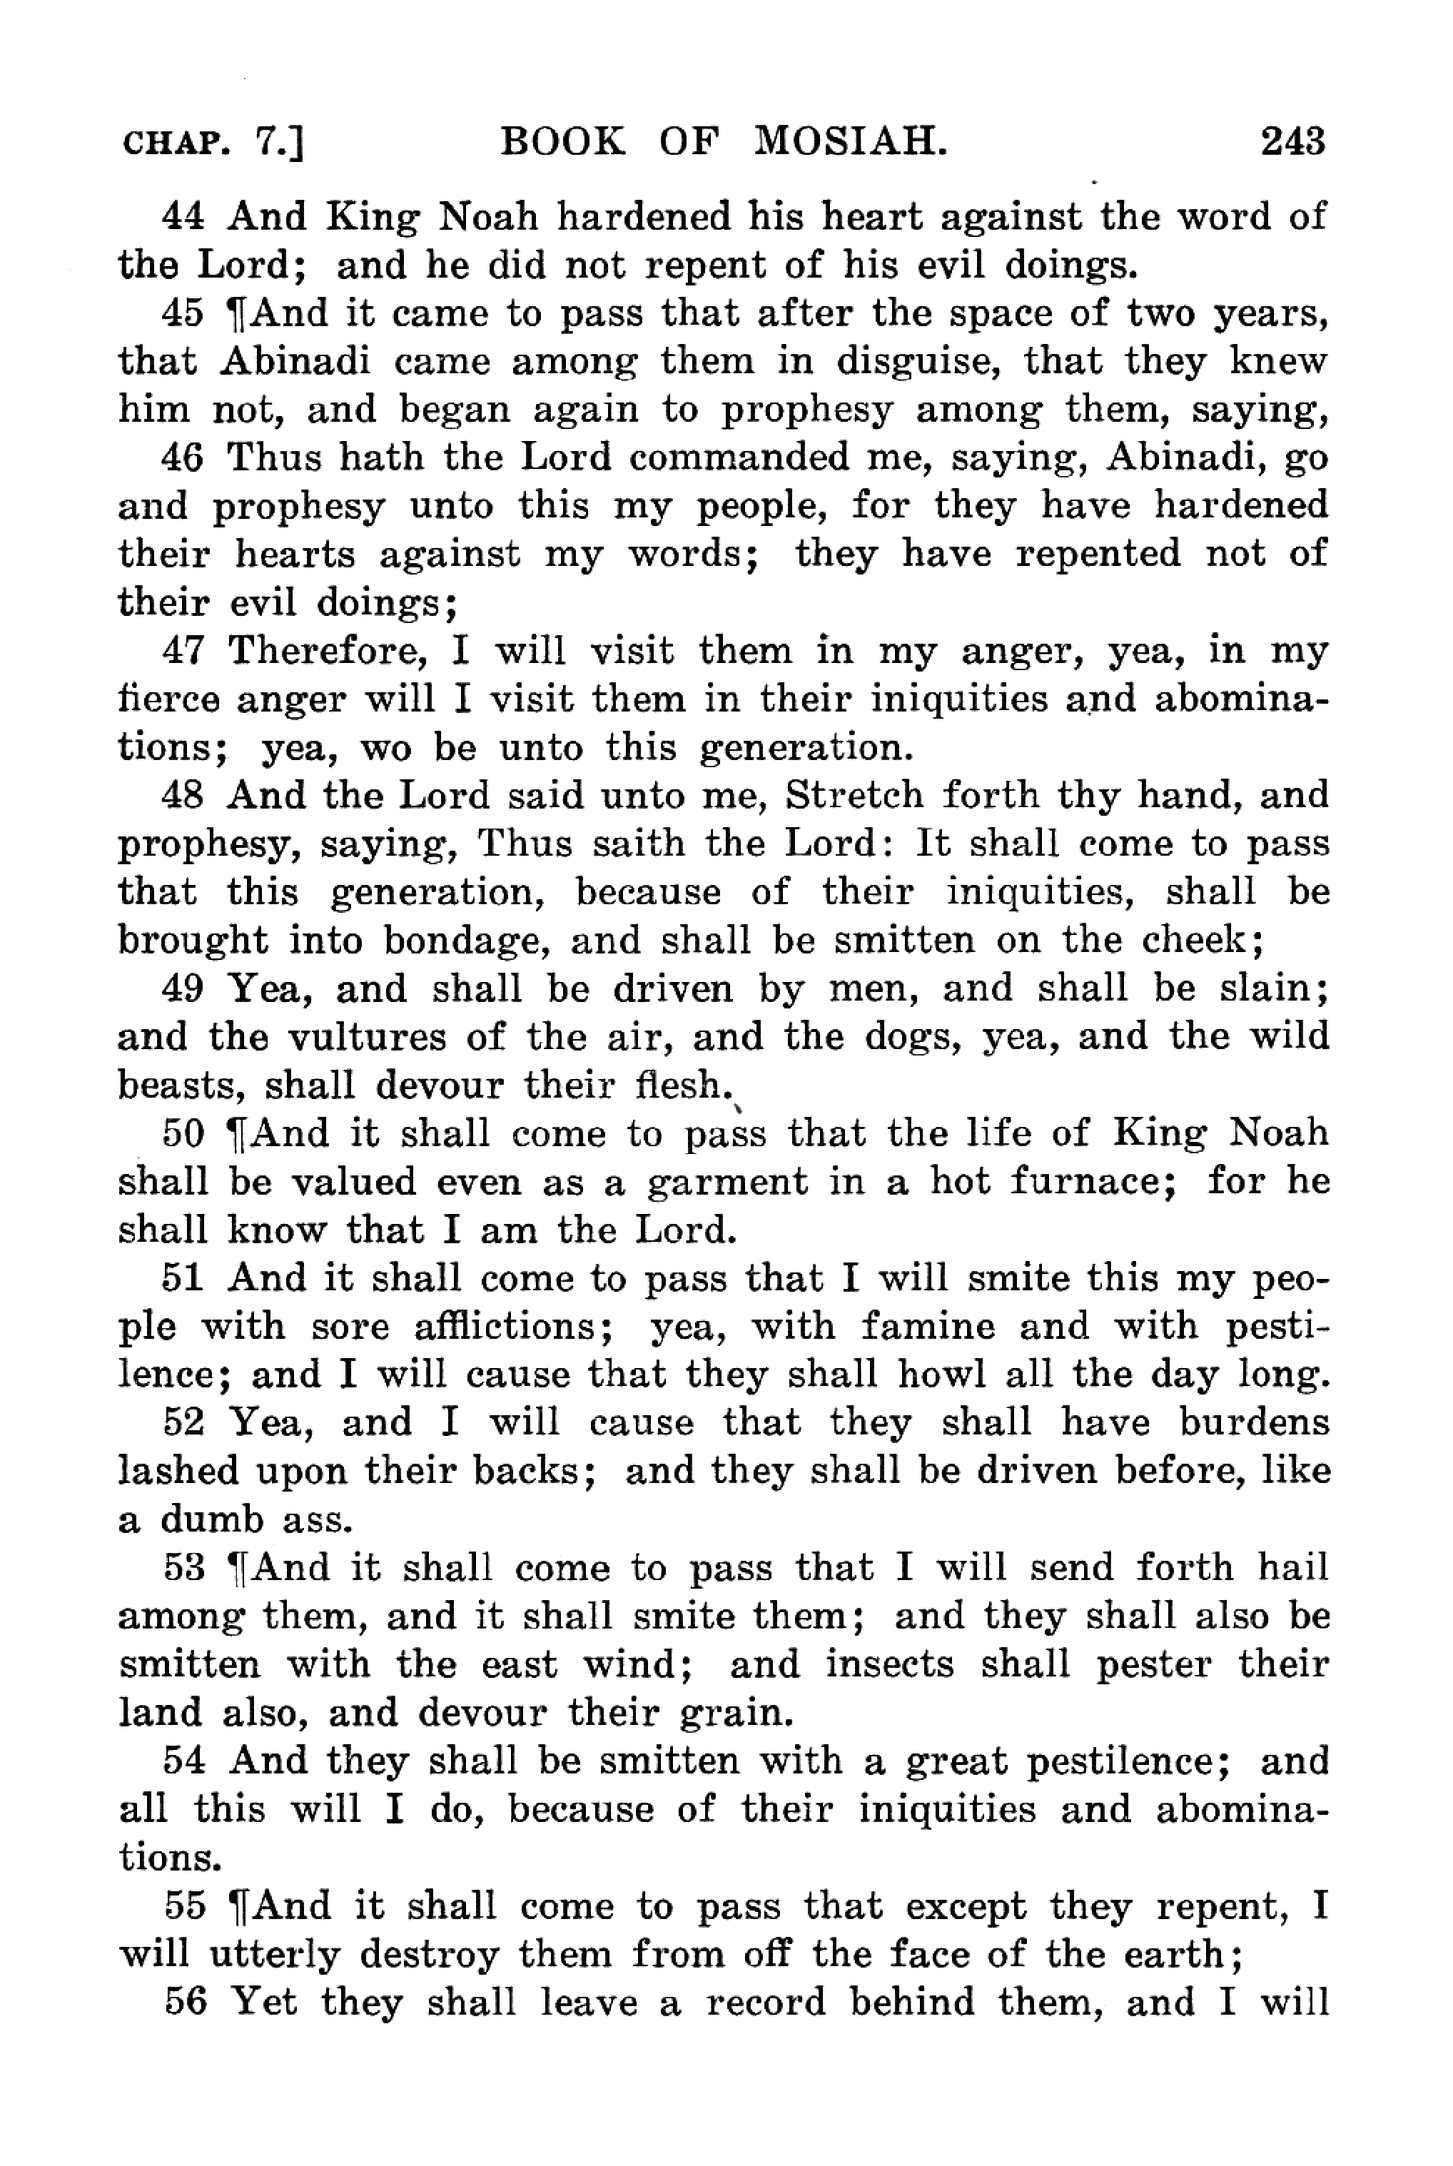 CHAP. 7.] BOOK OF MOSIAH. 243
44 And King Noah hardened his heart against the word of
the Lord; and he did not repent of his evil doings.
45 ¶And it came to pass that after the space of two years,
that Abinadi came among them in disguise, that they knew
him not, and began again to prophesy among them, saying,
46 Thus hath the Lord commanded me, saying, Abinadi, go
and prophesy unto this my people, for they have hardened
their hearts against my words; they have repented not of
their evil doings;
47 Therefore, I will visit them in my anger, yea, in my
fierce anger will I visit them in their iniquities and abomina-
tions; yea, wo be unto this generation.
48 And the Lord said unto me, Stretch forth thy hand, and
prophesy, saying, Thus saith the Lord: It shall come to pass
that this generation, because of their iniquities, shall be
brought into bondage, and shall be smitten on the cheek;
49 Yea, and shall be driven by men, and shall be slain;
and the vultures of the air, and the dogs, yea, and the wild
beasts, shall devour their flesh.
50 ¶And it shall come to pass that the life of King Noah
shall be valued even as a garment in a hot furnace; for he
shall know that I am the Lord.
51 And it shall come to pass that I will smite this my peo-
ple with sore afflictions; yea, with famine and with pesti-
lence; and I will cause that they shall howl all the day long.
52 Yea, and I will cause that they shall have burdens
lashed upon their backs; and they shall be driven before, like
a dumb ass.
53 ¶And it shall come to pass that I will send forth hail
among them, and it shall smite them; and they shall also be
smitten with the east wind; and insects shall pester their
land also, and devour their grain.
54 And they shall be smitten with a great pestilence; and
all this will I do, because of their iniquities and abomina-
tions.
55 ¶And it shall come to pass that except they repent, I
will utterly destroy them from off the face of the earth;
56 Yet they shall leave a record behind them, and I will